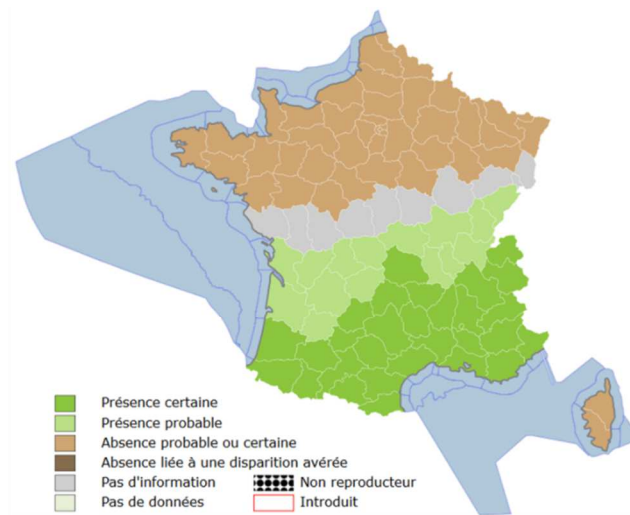 Présence certaine
Présence probable
Absence probable ou certaine
Absence liée à une disparition avérée
Pas d'information
Non reproducteur
Pas de données
Introduit